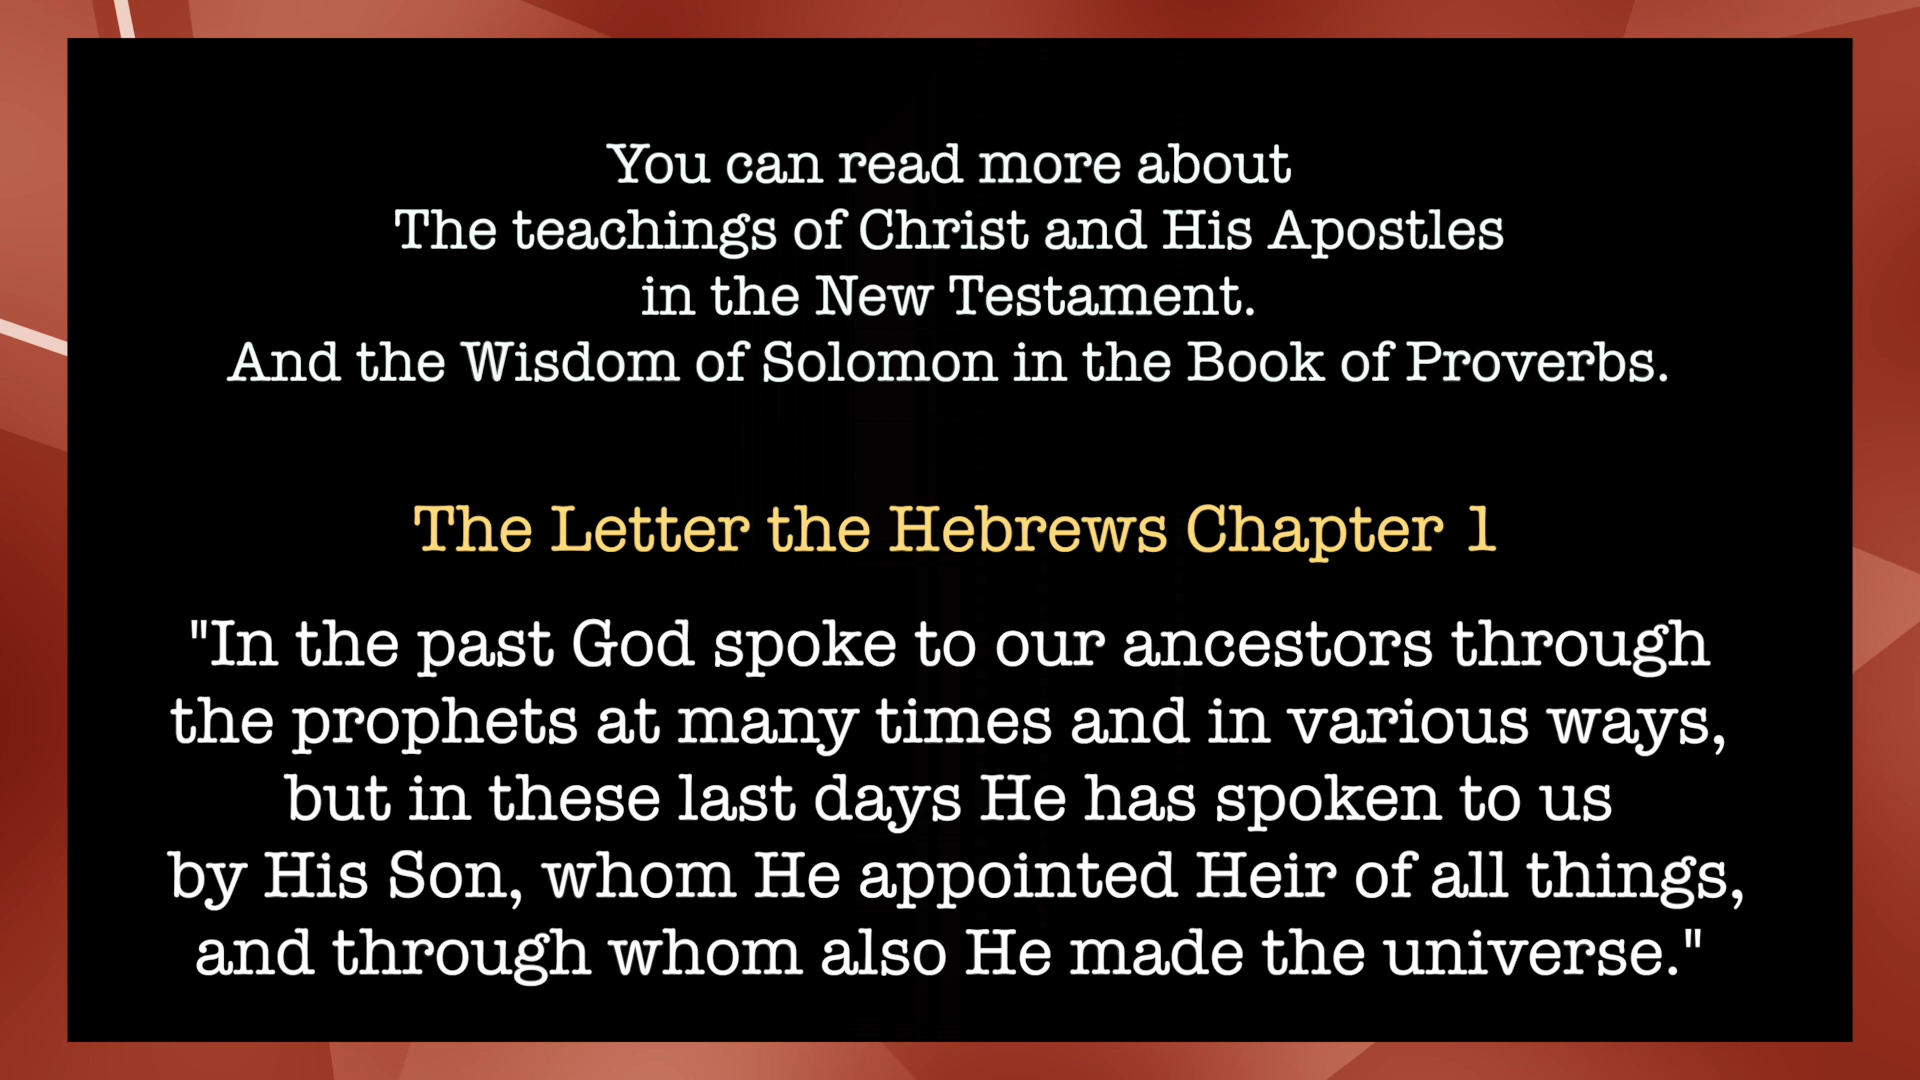 You can read more about
The teachings of Christ and His Apostles
in the New Testament.
And the Wisdom of Solomon in the Book of Proverbs.
The Letter the Hebrews Chapter 1
"In the past God spoke to our ancestors through
the prophets at many times and in various ways,
but in these last days He has spoken to us
by His Son, whom He appointed Heir of all things,
and through whom also He made the universe."